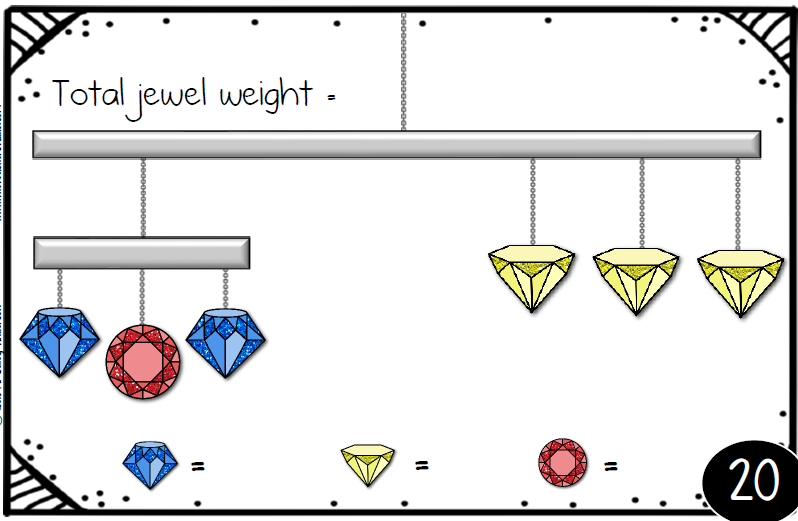 Total jewel weight =
= = =
20